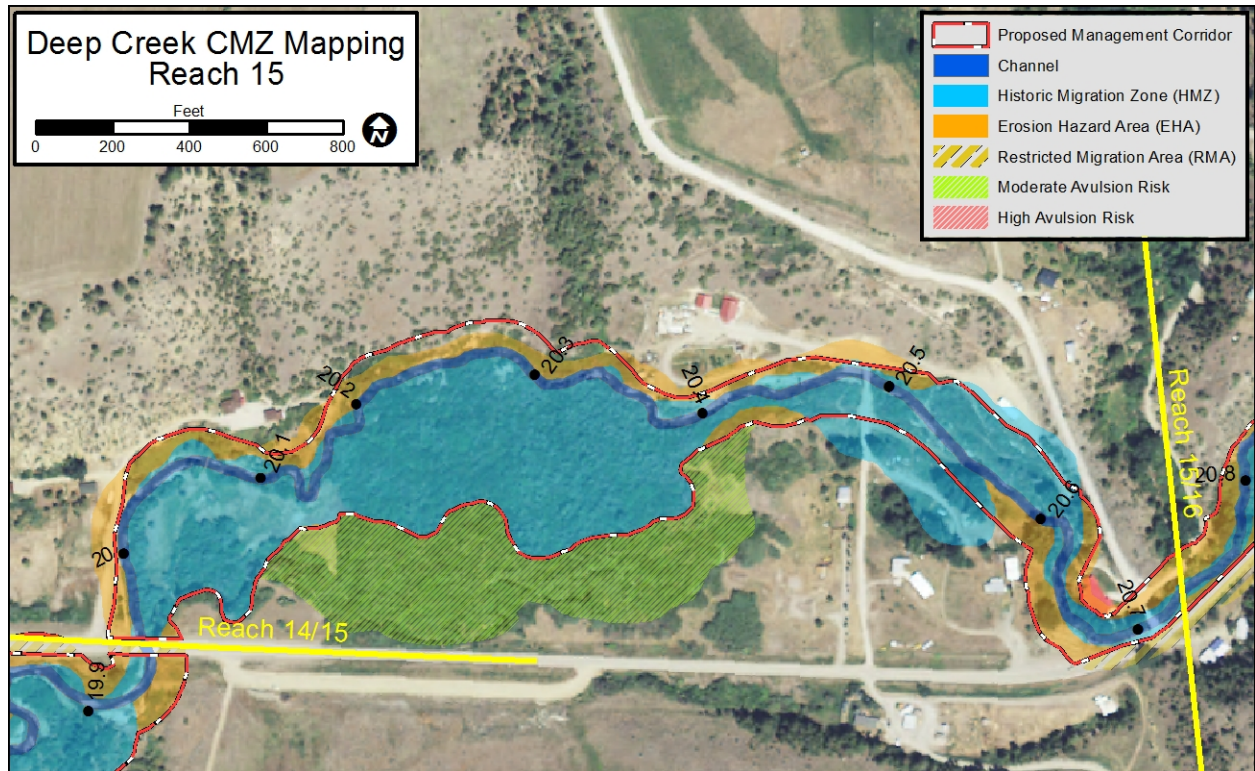 Deep Creek CMZ Mapping
Reach 15
Feet
0 200 400 600 800
N
Proposed Management Corridor
Channel
Historic Migration Zone (HMZ)
Erosion Hazard Area (EHA)
Restricted Migration Area (RMA)
Moderate Avulsion Risk
High Avulsion Risk
20.3
20.2
20.4
20.5
20.1
20
20.6
20.8
20.7
19.9
Reach 14/15
Reach 15/16